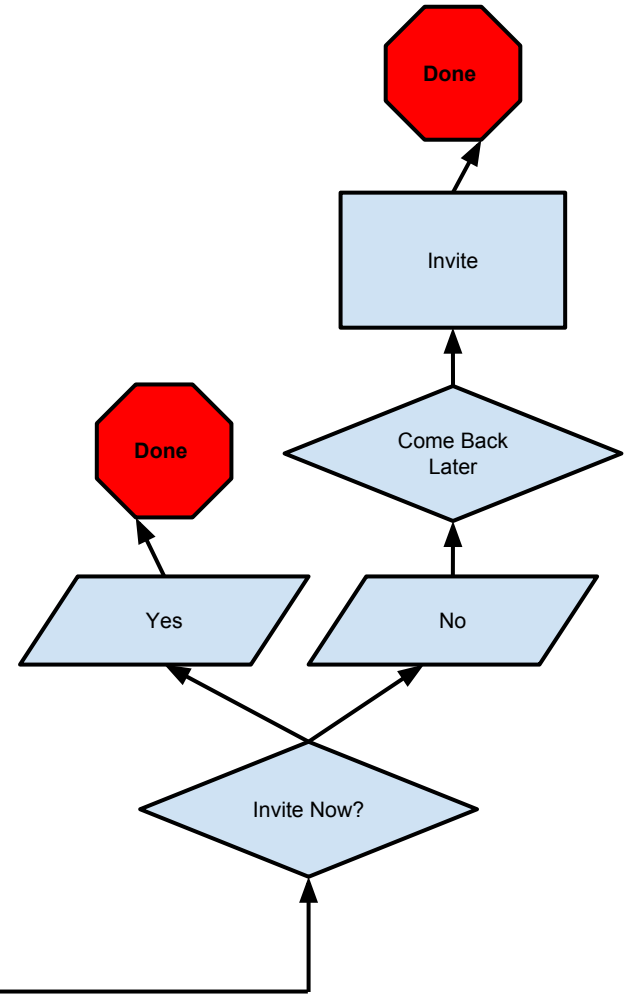 Done
Invite
Come Back
Later
Done
Yes
No
Invite Now?